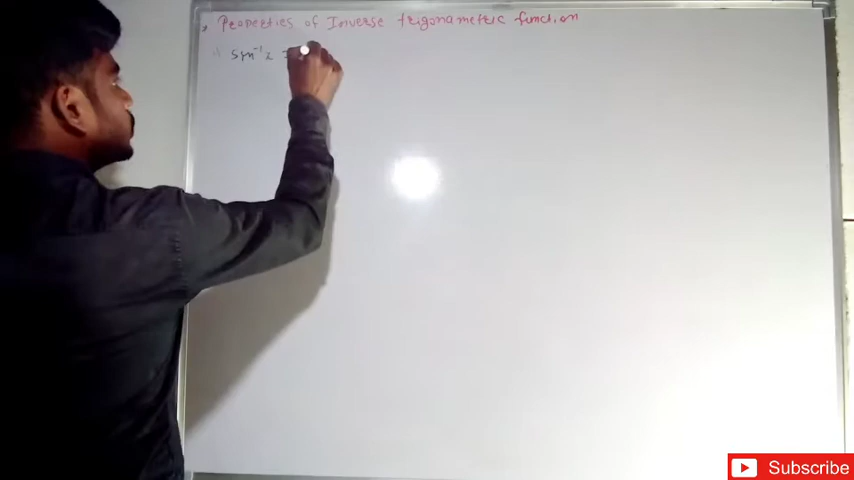 * Properties of Inverse trigonometric function
sin⁻¹x =
Subscribe